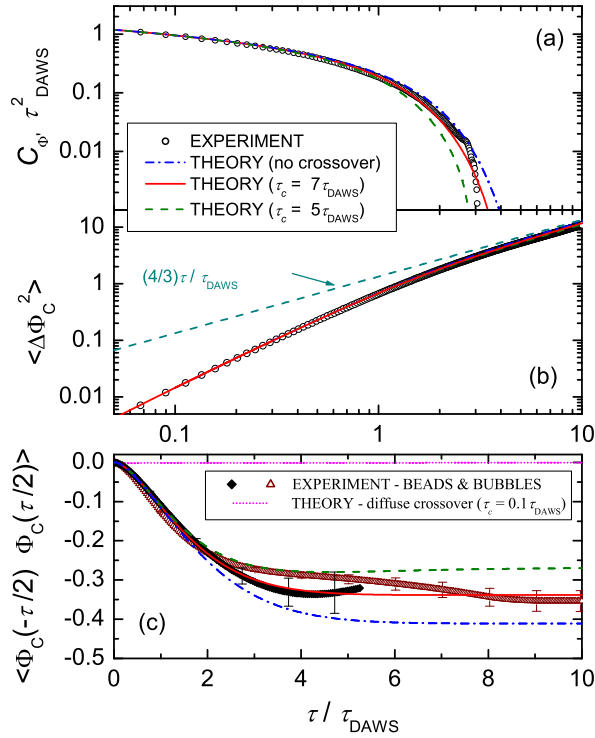 (a)
C_Φ' τ²_DAWS
1
0.1
0.01
EXPERIMENT
THEORY (no crossover)
THEORY (τ_c = 7τ_DAWS)
THEORY (τ_c = 5τ_DAWS)
10
1
0.1
0.01
<ΔΦ_C²>
(4/3)τ / τ_DAWS
(b)
0.1 1 10
0.0
-0.1
-0.2
-0.3
-0.4
-0.5
<Φ_C(-τ/2) Φ_C(τ/2)>
EXPERIMENT - BEADS & BUBBLES
THEORY - diffuse crossover (τ_c = 0.1τ_DAWS)
(c)
0 2 4 6 8 10
τ / τ_DAWS